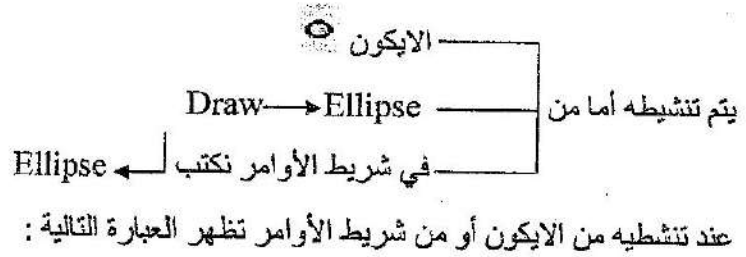 الايكون
يتم تنشيطه أما من
Draw→Ellipse
في شريط الأوامر نكتب Ellipse ↵
عند تنشطيه من الايكون أو من شريط الأوامر تظهر العبارة التالية :